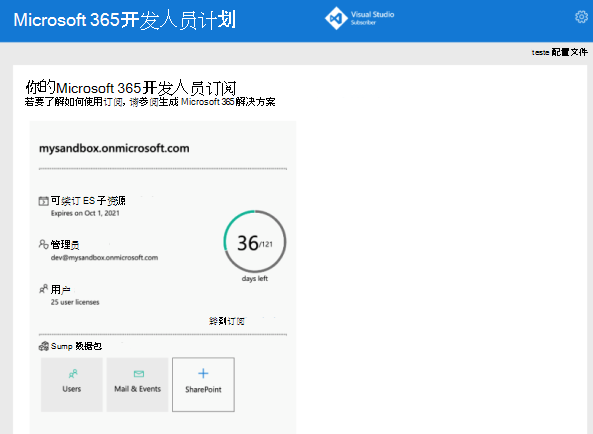 Microsoft 365开发人员计划
Visual Studio
Subscriber
teste 配置文件
你的Microsoft 365开发人员订阅
若要了解如何使用订阅, 请参阅生成 Microsoft 365解决方案
mysandbox.onmicrosoft.com
可续订 ES 子资源
Expires on Oct 1, 2021
36/121
days left
管理员
dev@mysandbox.onmicrosoft.com
用户
25 user licenses
转到订阅
Sump 数据包
Users
Mail & Events
SharePoint